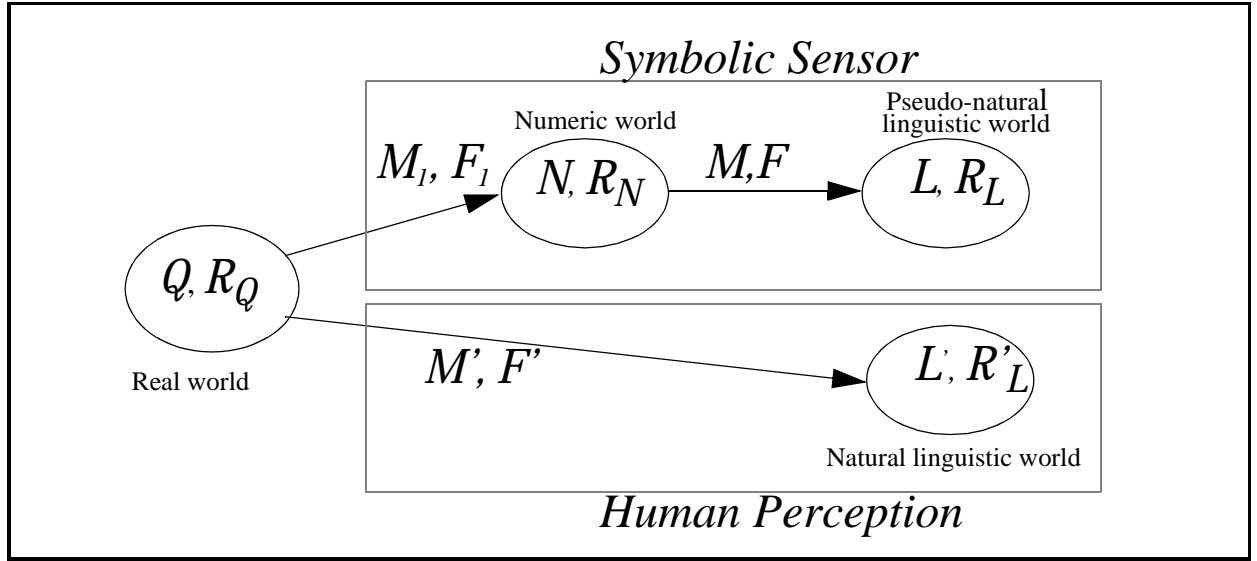 Symbolic Sensor
Numeric world
Pseudo-natural
linguistic world
M1, F1
N, RN
M,F
L, RL
Q, RQ
Real world
M', F'
L', R'L
Natural linguistic world
Human Perception